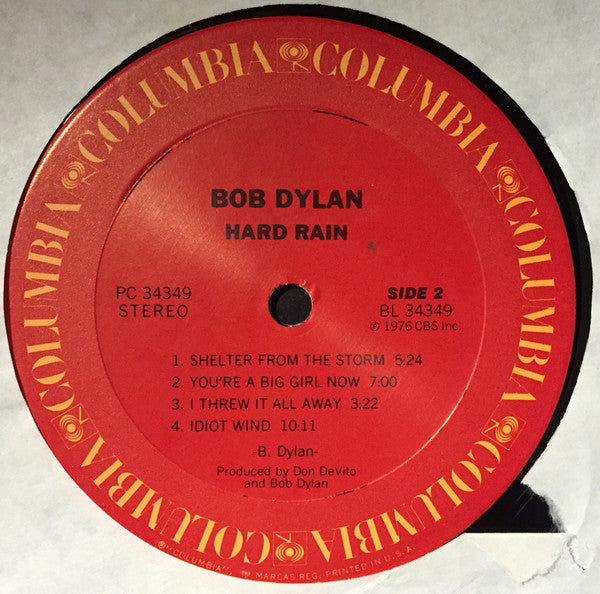 COLUMBIA COLUMBIA COLUMBIA COLUMBIA COLUMBIA COLUMBIA COLUMBIA
BOB DYLAN
HARD RAIN
PC 34349
STEREO
SIDE 2
BL 34349
℗ 1976 CBS Inc.
1. SHELTER FROM THE STORM 5:24
2. YOU'RE A BIG GIRL NOW 7:00
3. I THREW IT ALL AWAY 3:22
4. IDIOT WIND 10:11
-B. Dylan-
Produced by Don DeVito
and Bob Dylan
®"COLUMBIA", MARCAS REG. PRINTED IN U.S.A.